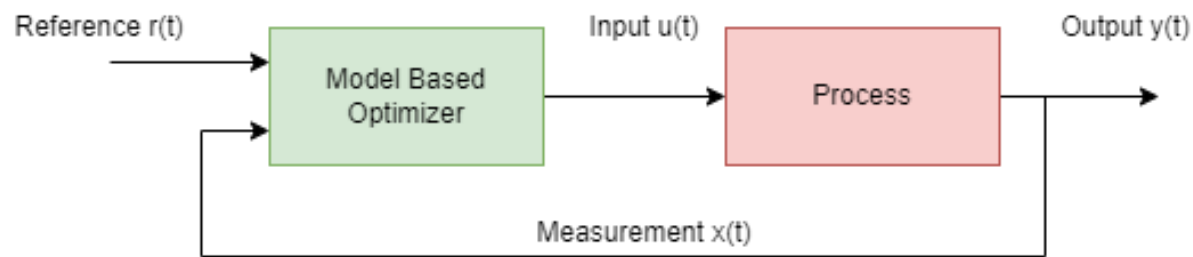 Reference r(t)
Input u(t)
Output y(t)
Model Based
Optimizer
Process
Measurement x(t)